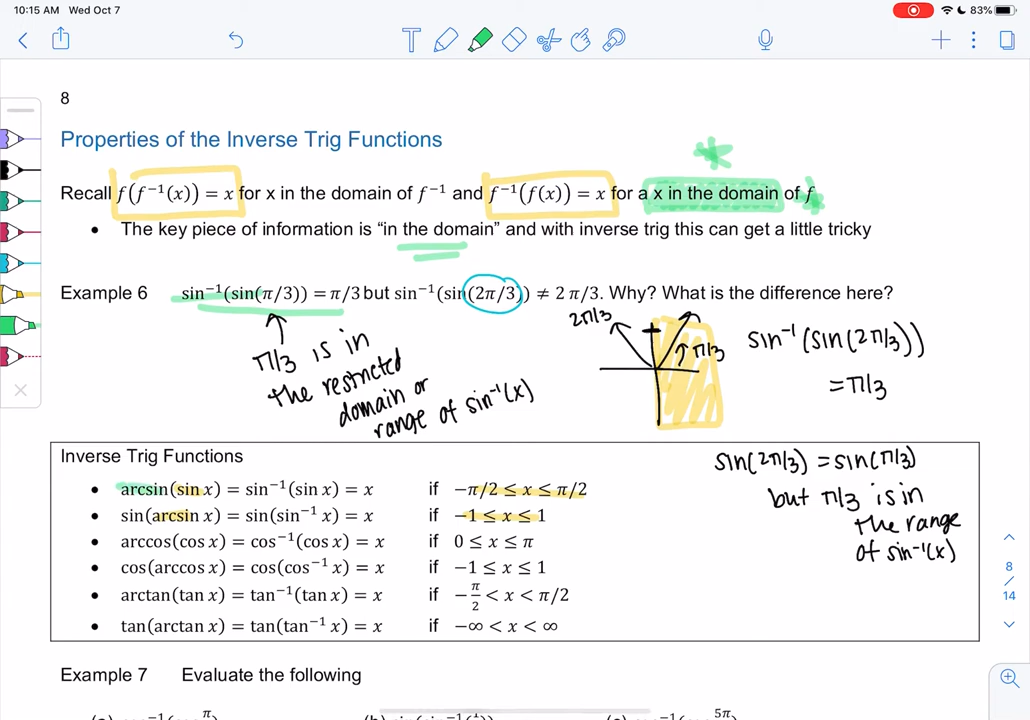 10:15 AM Wed Oct 7
83%
T
8
Properties of the Inverse Trig Functions
Recall f(f⁻¹(x)) = x for x in the domain of f⁻¹ and f⁻¹(f(x)) = x for a x in the domain of f
• The key piece of information is “in the domain” and with inverse trig this can get a little tricky
Example 6 sin⁻¹(sin(π/3)) = π/3 but sin⁻¹(sin(2π/3)) ≠ 2 π/3. Why? What is the difference here?
π/3 is in
the restricted
domain or
range of sin⁻¹(x)
2π/3
π/3
sin⁻¹(sin(2π/3))
= π/3
sin(2π/3) = sin(π/3)
but π/3 is in
the range
of sin⁻¹(x)
Inverse Trig Functions
• arcsin(sin x) = sin⁻¹(sin x) = x if −π/2 ≤ x ≤ π/2
• sin(arcsin x) = sin(sin⁻¹ x) = x if −1 ≤ x ≤ 1
• arccos(cos x) = cos⁻¹(cos x) = x if 0 ≤ x ≤ π
• cos(arccos x) = cos(cos⁻¹ x) = x if −1 ≤ x ≤ 1
• arctan(tan x) = tan⁻¹(tan x) = x if −π/2 < x < π/2
• tan(arctan x) = tan(tan⁻¹ x) = x if −∞ < x < ∞
8
/
14
Example 7 Evaluate the following